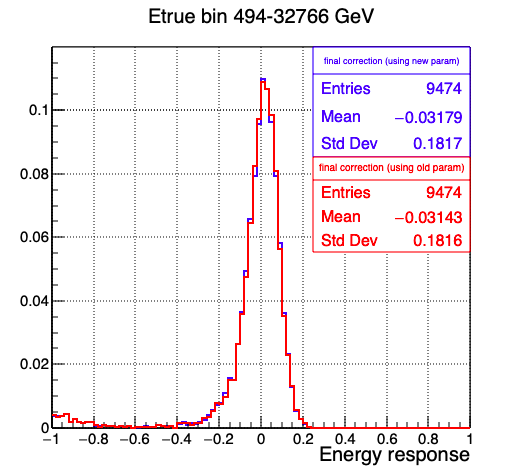 Etrue bin 494-32766 GeV
final correction (using new param)
Entries 9474
Mean −0.03179
Std Dev 0.1817
final correction (using old param)
Entries 9474
Mean −0.03143
Std Dev 0.1816
0.1
0.08
0.06
0.04
0.02
0
−1 −0.8 −0.6 −0.4 −0.2 0 0.2 0.4 0.6 0.8 1
Energy response